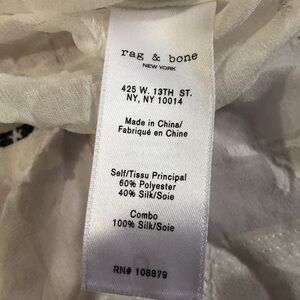 rag & bone
NEW YORK
425 W. 13TH ST.
NY, NY 10014
Made in China/
Fabriqué en Chine
Self/Tissu Principal
60% Polyester
40% Silk/Soie
Combo
100% Silk/Soie
RN# 108879